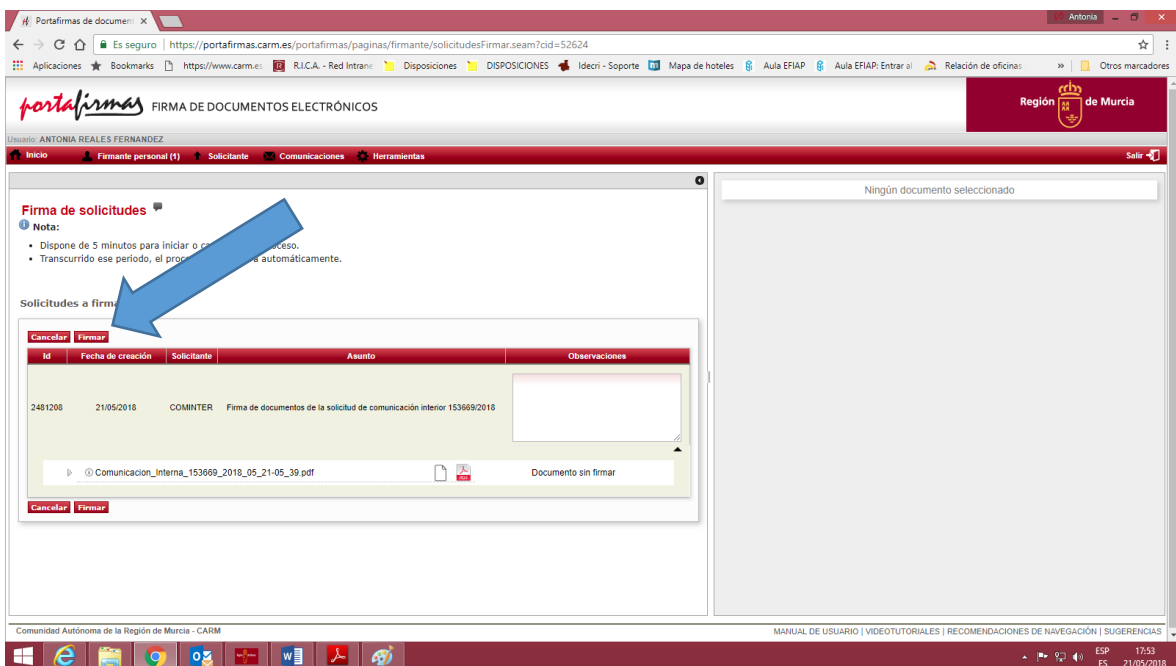 Portafirmas de document
Antonia
Es seguro | https://portafirmas.carm.es/portafirmas/paginas/firmante/solicitudesFirmar.seam?cid=52624
Aplicaciones Bookmarks https://www.carm.es R.I.C.A. - Red Intrane Disposiciones DISPOSICIONES Idecri - Soporte Mapa de hoteles Aula EFIAP Aula EFIAP: Entrar al Relación de oficinas » Otros marcadores
portafirmas FIRMA DE DOCUMENTOS ELECTRÓNICOS
Región de Murcia
Usuario: ANTONIA REALES FERNANDEZ
Inicio Firmante personal (1) Solicitante Comunicaciones Herramientas Salir
Ningún documento seleccionado
Firma de solicitudes
Nota:
• Dispone de 5 minutos para iniciar o
• Transcurrido ese periodo, el automáticamente.
Solicitudes a
Cancelar Firmar
Id Fecha de creación Solicitante Asunto Observaciones
2481208 21/05/2018 COMINTER Firma de documentos de la solicitud de comunicación interior 153669/2018
Comunicacion_Interna_153669_2018_05_21-05_39.pdf Documento sin firmar
Cancelar Firmar
Comunidad Autónoma de la Región de Murcia - CARM
MANUAL DE USUARIO | VIDEOTUTORIALES | RECOMENDACIONES DE NAVEGACIÓN | SUGERENCIAS
ESP 17:53
ES 21/05/2018